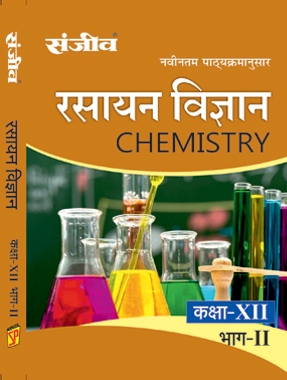 संजीव
नवीनतम पाठ्यक्रमानुसार
रसायन विज्ञान
CHEMISTRY
कक्षा-XII
भाग-II
संजीव
रसायन विज्ञान
कक्षा-XII भाग-II